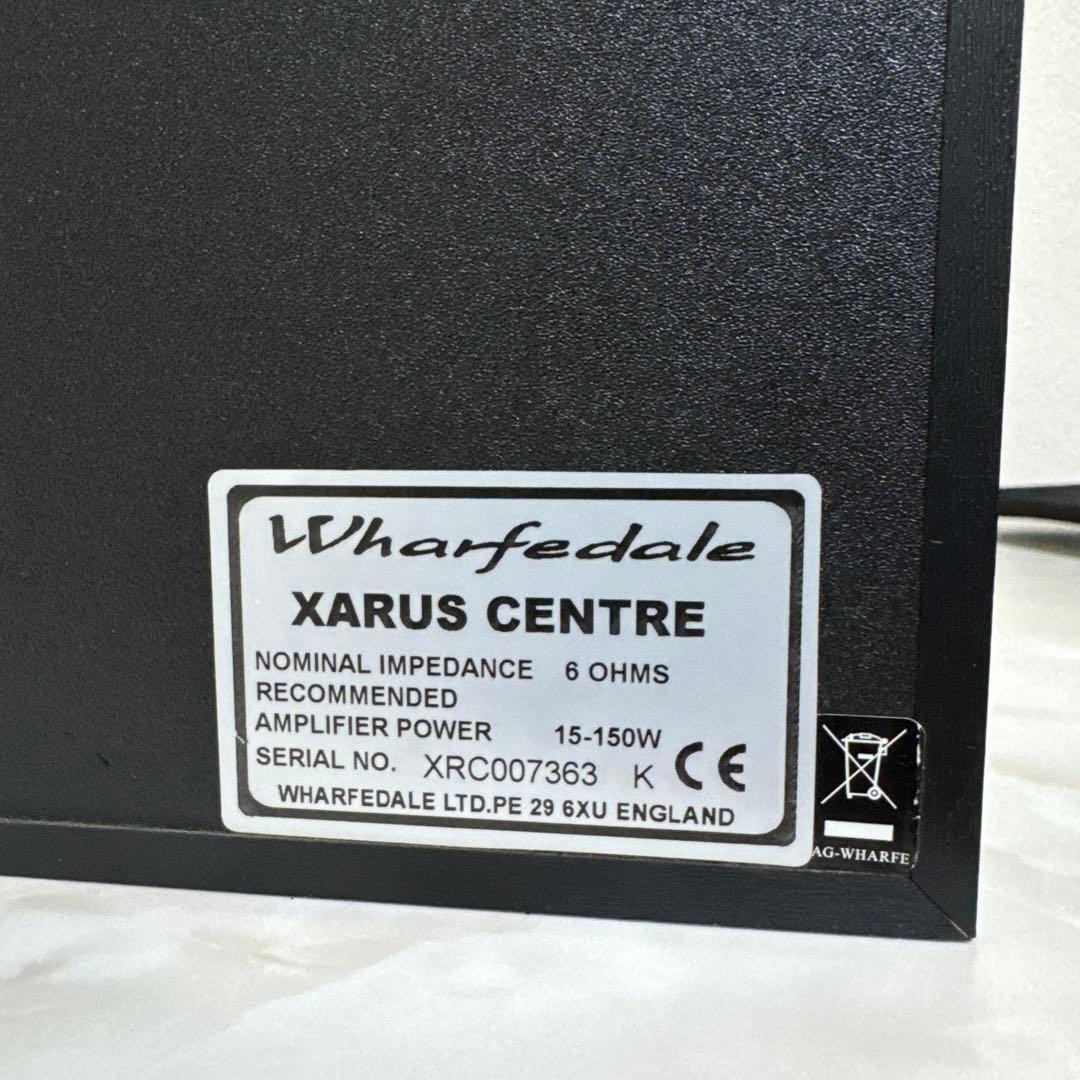 Wharfedale
XARUS CENTRE
NOMINAL IMPEDANCE 6 OHMS
RECOMMENDED
AMPLIFIER POWER 15-150W
SERIAL NO. XRC007363 K CE
WHARFEDALE LTD.PE 29 6XU ENGLAND
AG-WHARFE